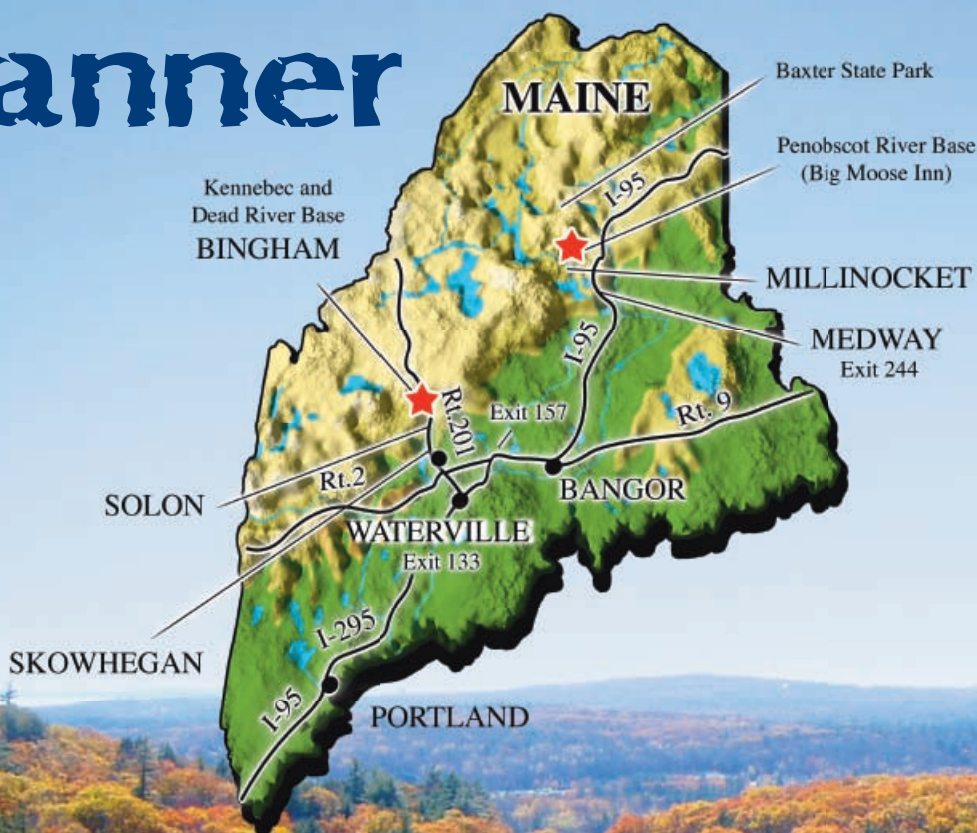 anner
MAINE
Baxter State Park
Penobscot River Base
(Big Moose Inn)
I-95
Kennebec and
Dead River Base
BINGHAM
MILLINOCKET
MEDWAY
Exit 244
I-95
Rt.201
Exit 157
Rt. 9
Rt.2
SOLON
BANGOR
WATERVILLE
Exit 133
I-295
SKOWHEGAN
I-95
PORTLAND